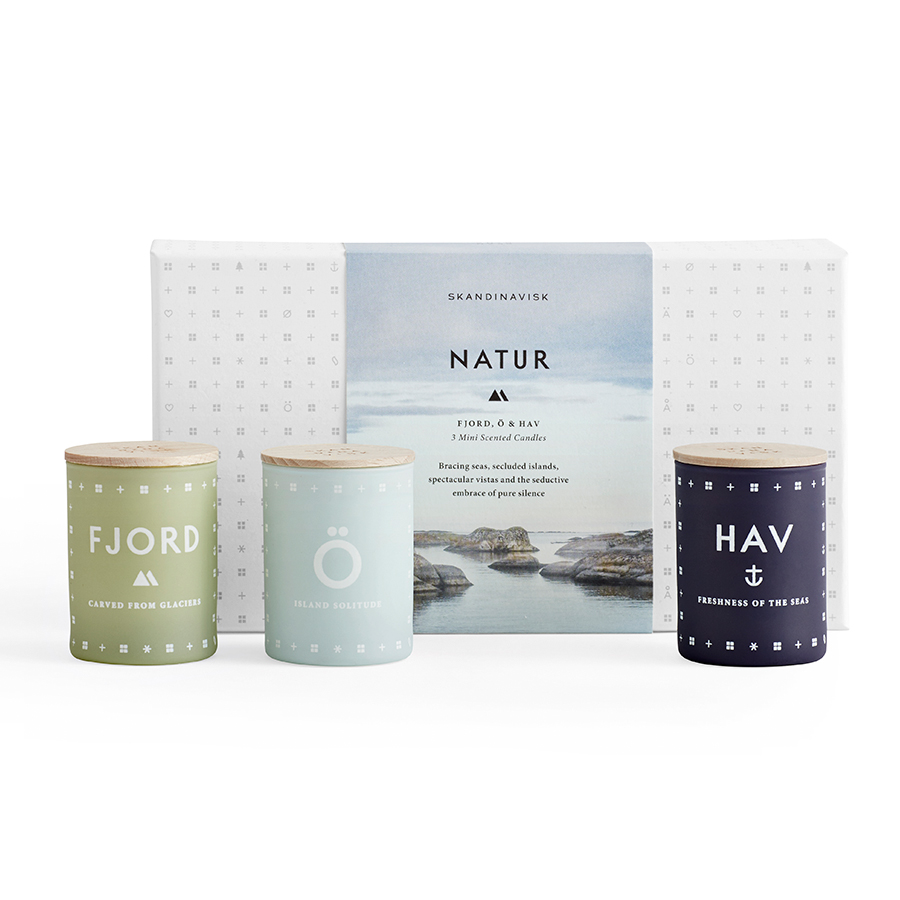 SKANDINAVISK
NATUR
FJORD, Ö & HAV
3 Mini Scented Candles
Bracing seas, secluded islands,
spectacular vistas and the seductive
embrace of pure silence
FJORD
CARVED FROM GLACIERS
Ö
ISLAND SOLITUDE
HAV
FRESHNESS OF THE SEAS